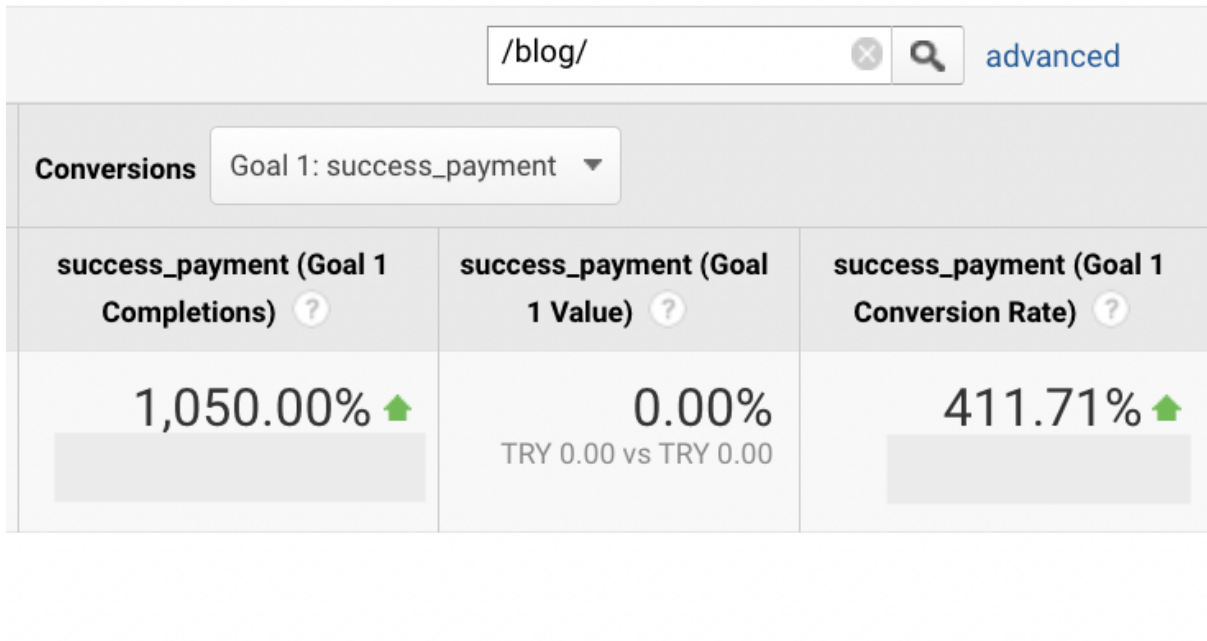 /blog/ advanced
Conversions Goal 1: success_payment
success_payment (Goal 1
Completions) ?
success_payment (Goal
1 Value) ?
success_payment (Goal 1
Conversion Rate) ?
1,050.00%
0.00%
TRY 0.00 vs TRY 0.00
411.71%